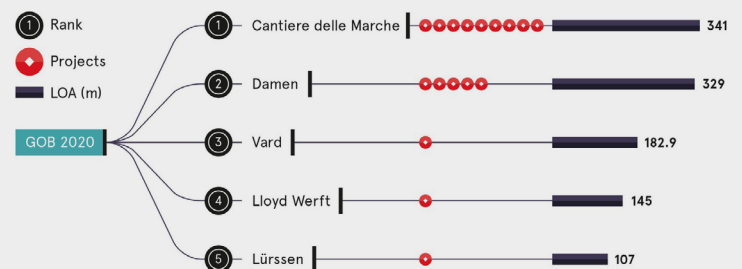 1 Rank
Projects
LOA (m)
GOB 2020
1 Cantiere delle Marche 341
2 Damen 329
3 Vard 182.9
4 Lloyd Werft 145
5 Lürssen 107